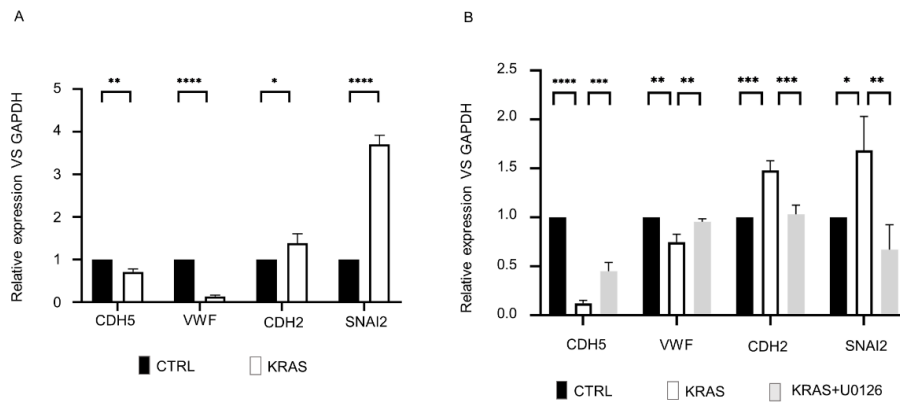 A
Relative expression VS GAPDH
5
4
3
2
1
0
** **** * ****
CDH5 VWF CDH2 SNAI2
CTRL KRAS
B
Relative expression VS GAPDH
2.5
2.0
1.5
1.0
0.5
0.0
**** *** ** ** *** *** * **
CDH5 VWF CDH2 SNAI2
CTRL KRAS KRAS+U0126